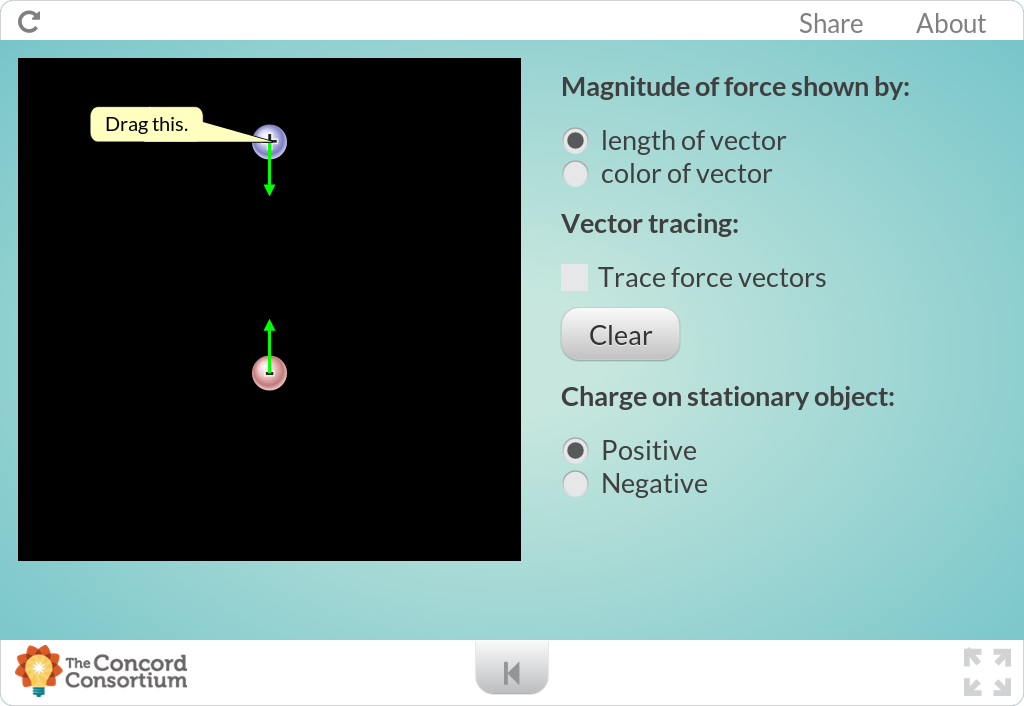 Share
About
Drag this.
+
-
Magnitude of force shown by:
length of vector
color of vector
Vector tracing:
Trace force vectors
Clear
Charge on stationary object:
Positive
Negative
The Concord
Consortium